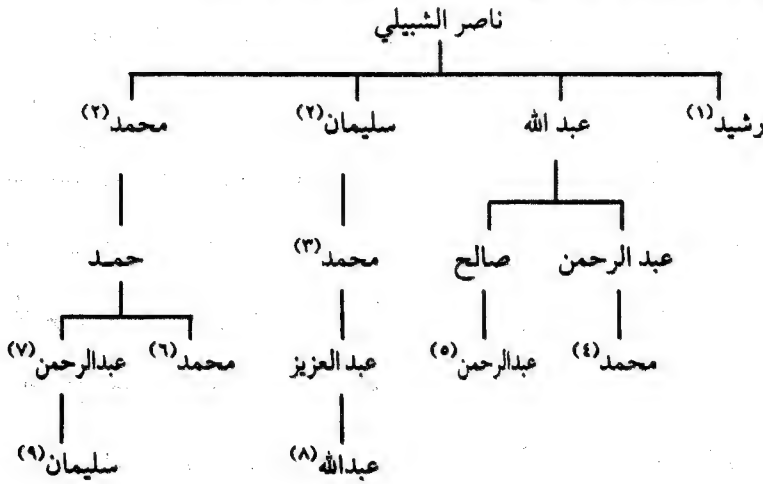 ناصر الشبيلي
رشيد(١) عبد الله سليمان(٢) محمد(٢)
عبد الرحمن صالح محمد(٣) حمـد
محمد(٤) عبدالرحمن(٥) عبد العزيز محمد(٦) عبدالرحمن(٧)
عبدالله(٨) سليمان(٩)